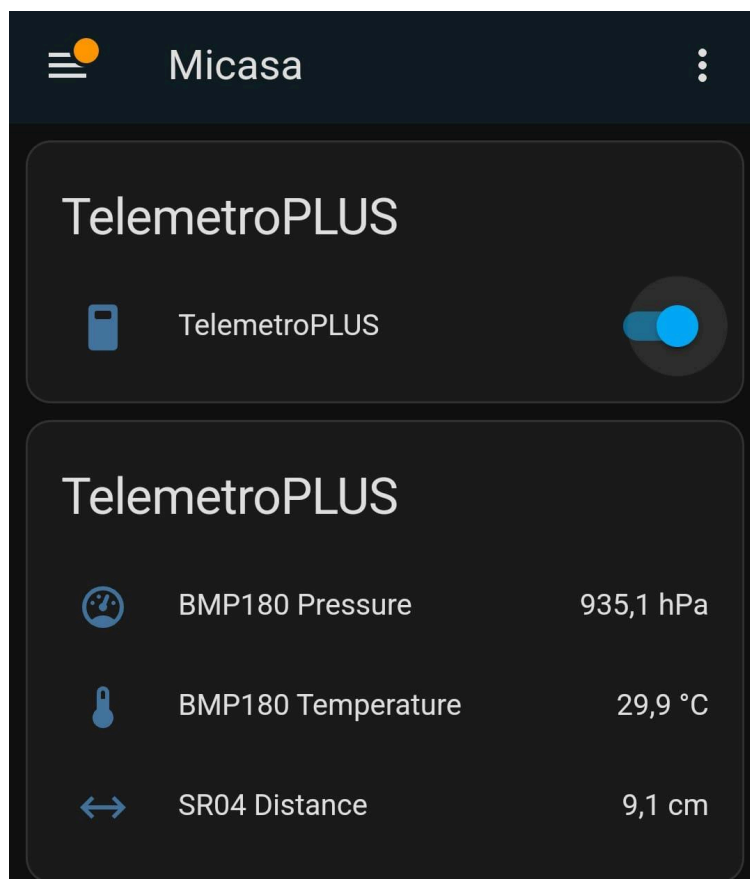 Micasa
TelemetroPLUS
TelemetroPLUS
TelemetroPLUS
BMP180 Pressure 935,1 hPa
BMP180 Temperature 29,9 °C
SR04 Distance 9,1 cm